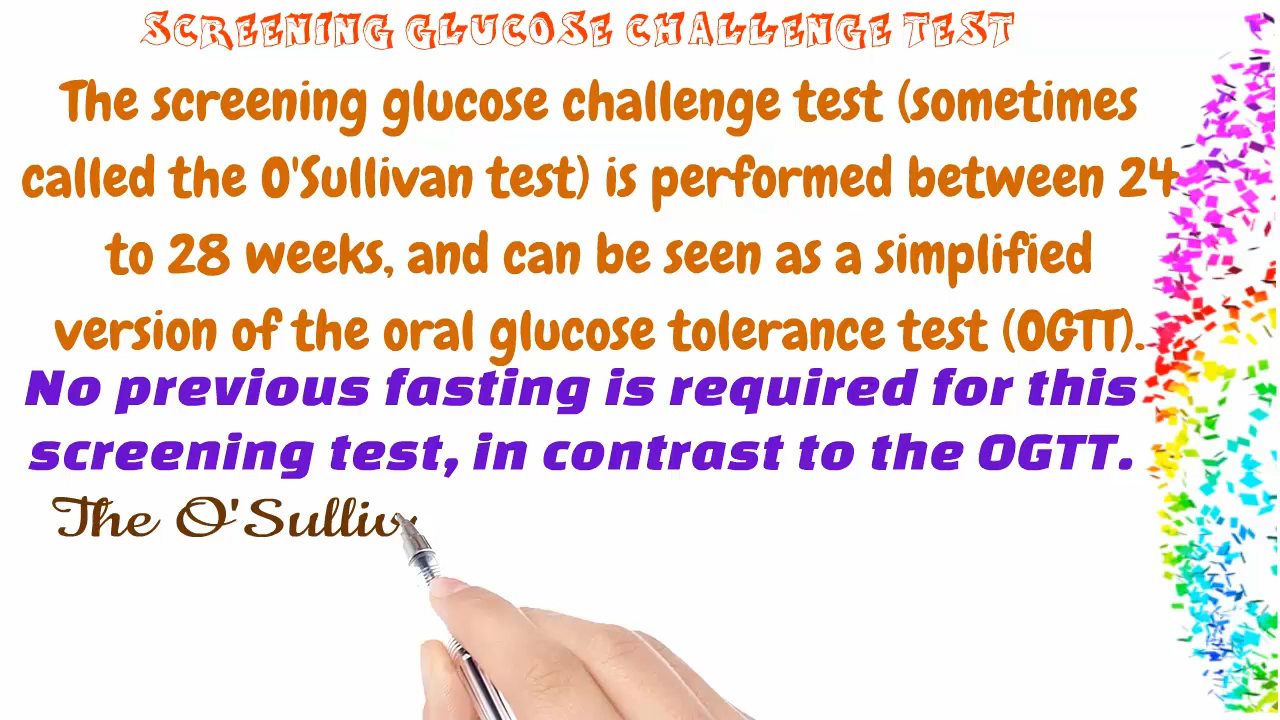 SCREENING GLUCOSE CHALLENGE TEST
The screening glucose challenge test (sometimes
called the O'Sullivan test) is performed between 24
to 28 weeks, and can be seen as a simplified
version of the oral glucose tolerance test (OGTT).
No previous fasting is required for this
screening test, in contrast to the OGTT.
The